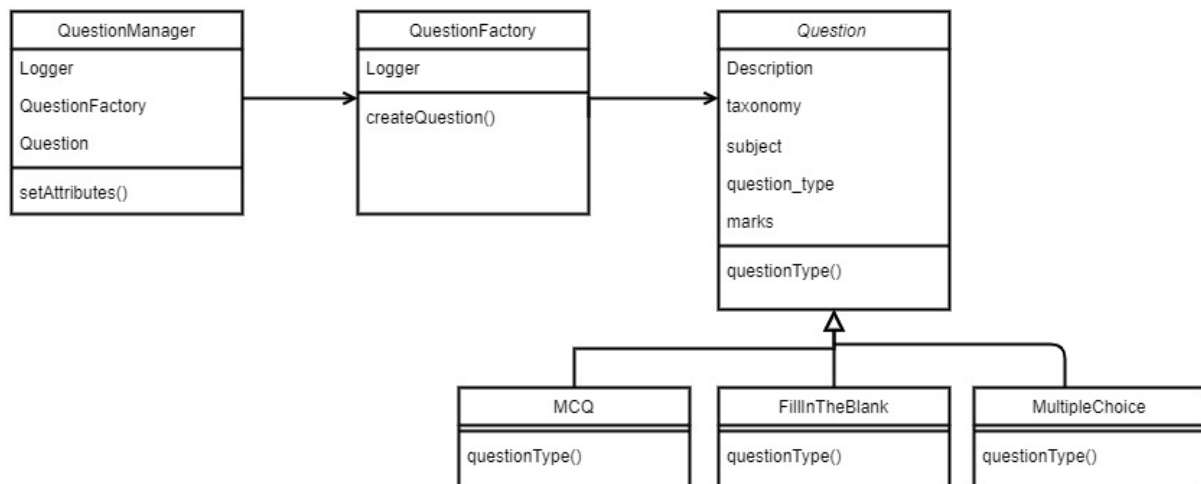 QuestionManager
Logger
QuestionFactory
Question
setAttributes()
QuestionFactory
Logger
createQuestion()
Question
Description
taxonomy
subject
question_type
marks
questionType()
MCQ
questionType()
FillInTheBlank
questionType()
MultipleChoice
questionType()